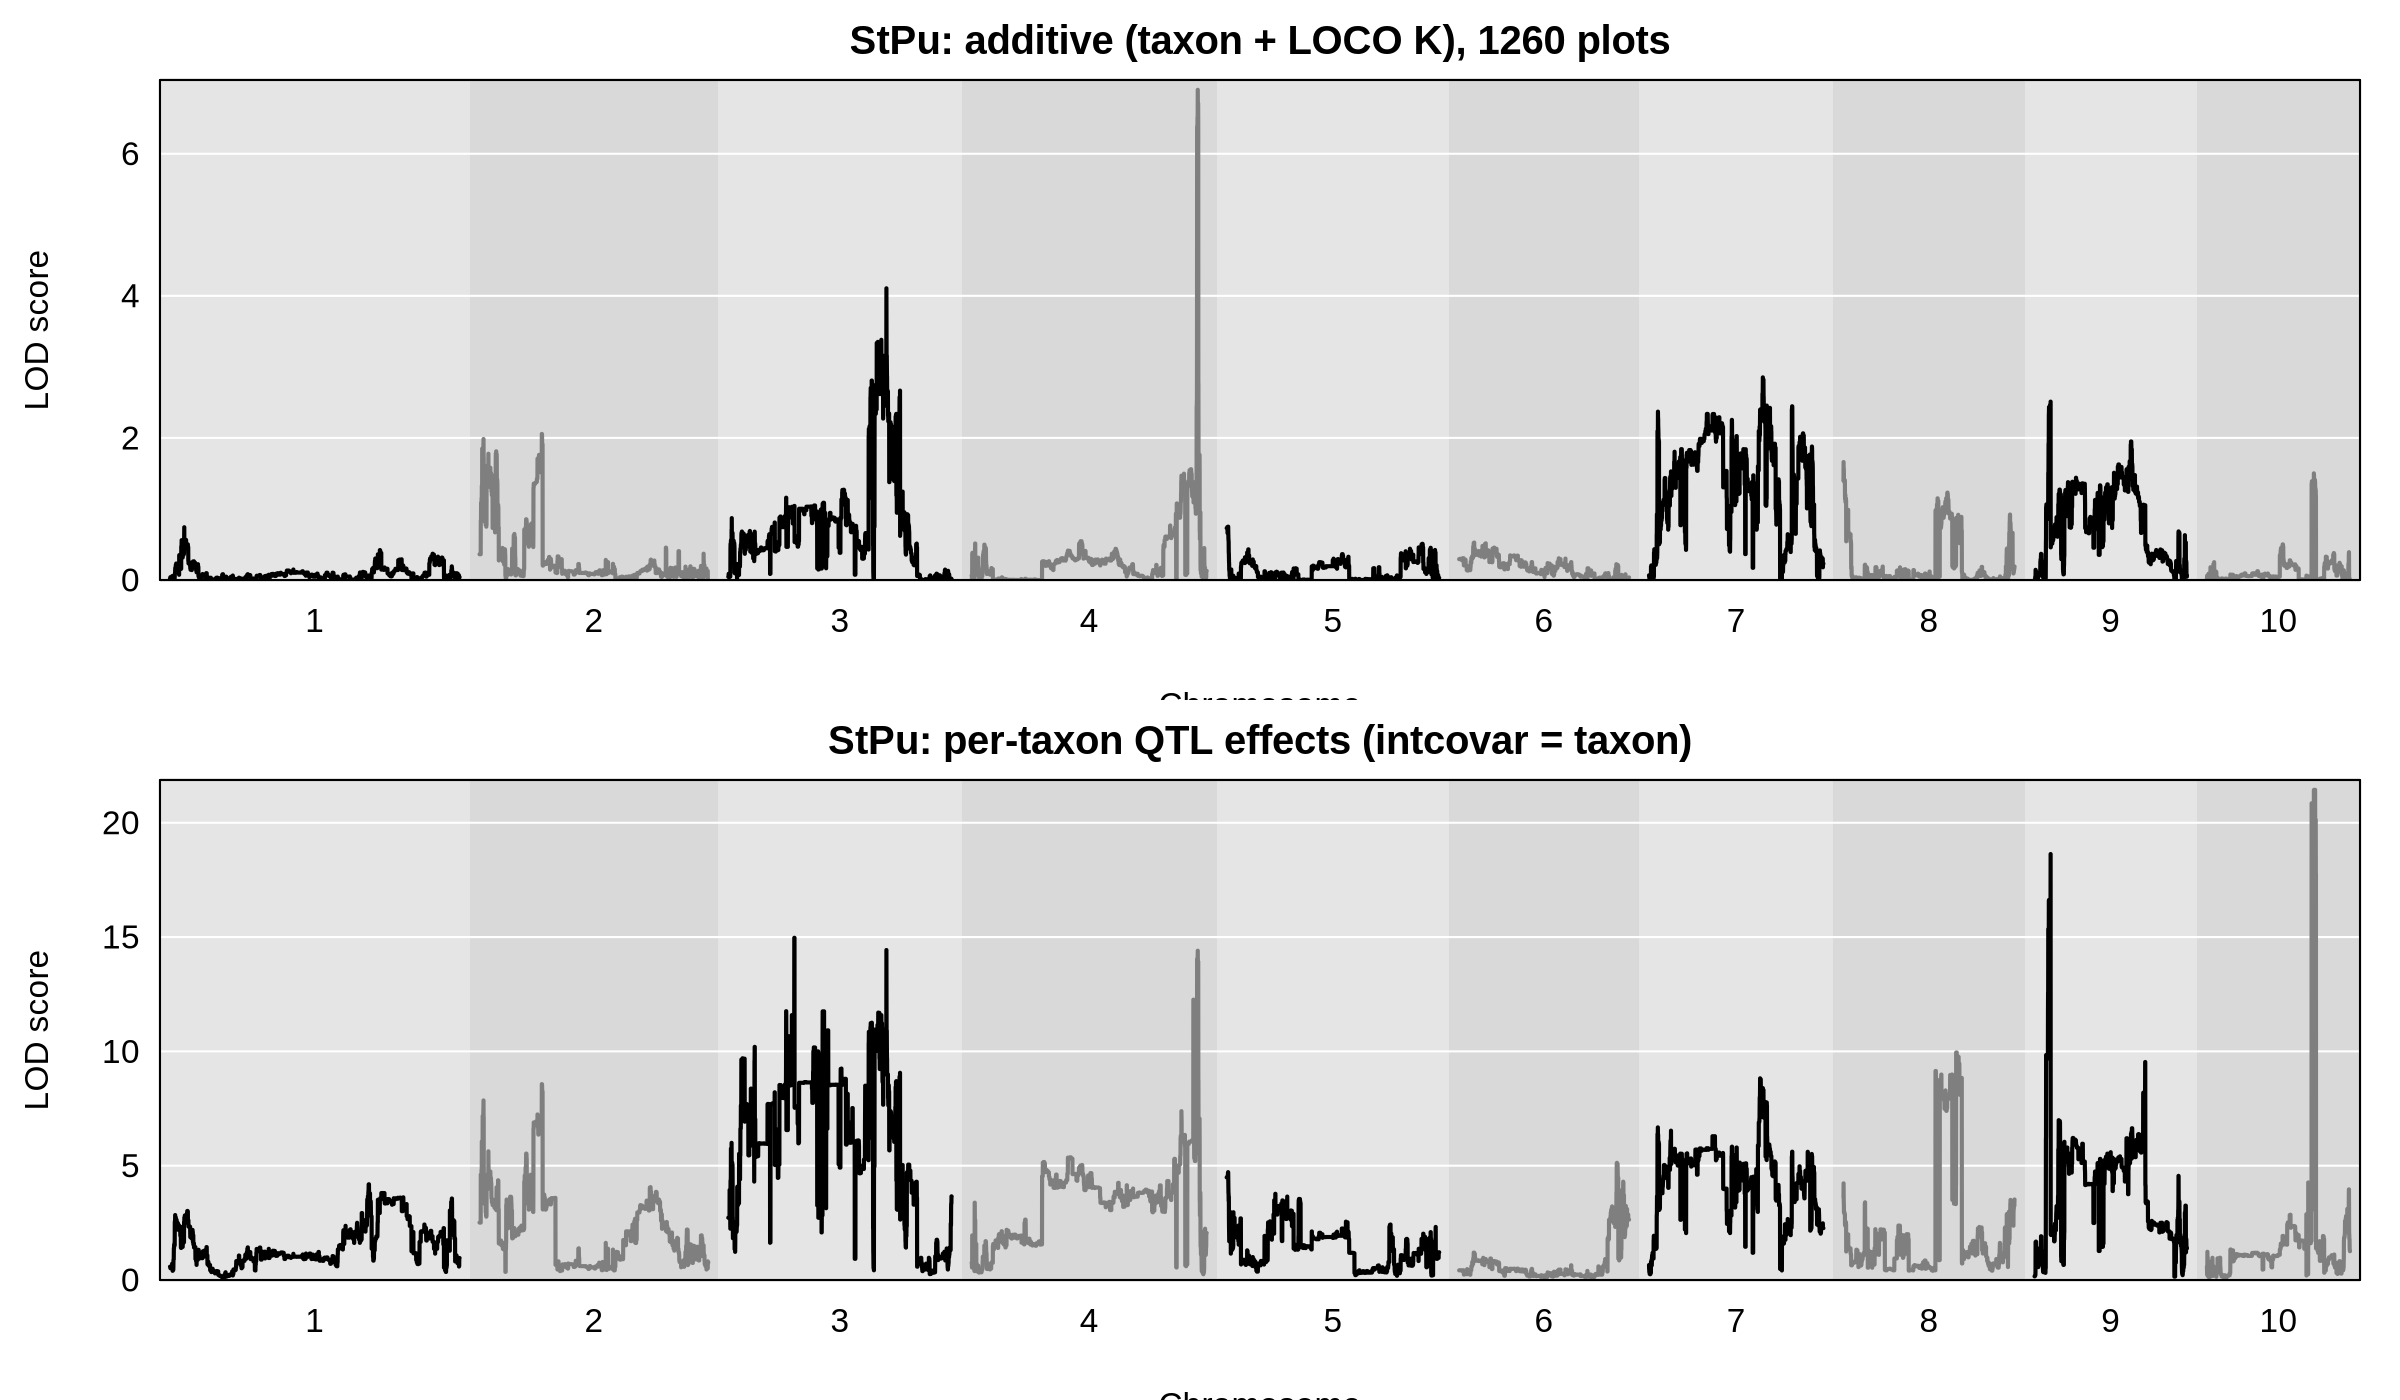 StPu: additive (taxon + LOCO K), 1260 plots
6
4
2
0
LOD score
1 2 3 4 5 6 7 8 9 10
Chromosome
StPu: per-taxon QTL effects (intcovar = taxon)
20
15
10
5
0
LOD score
1 2 3 4 5 6 7 8 9 10
Chromosome